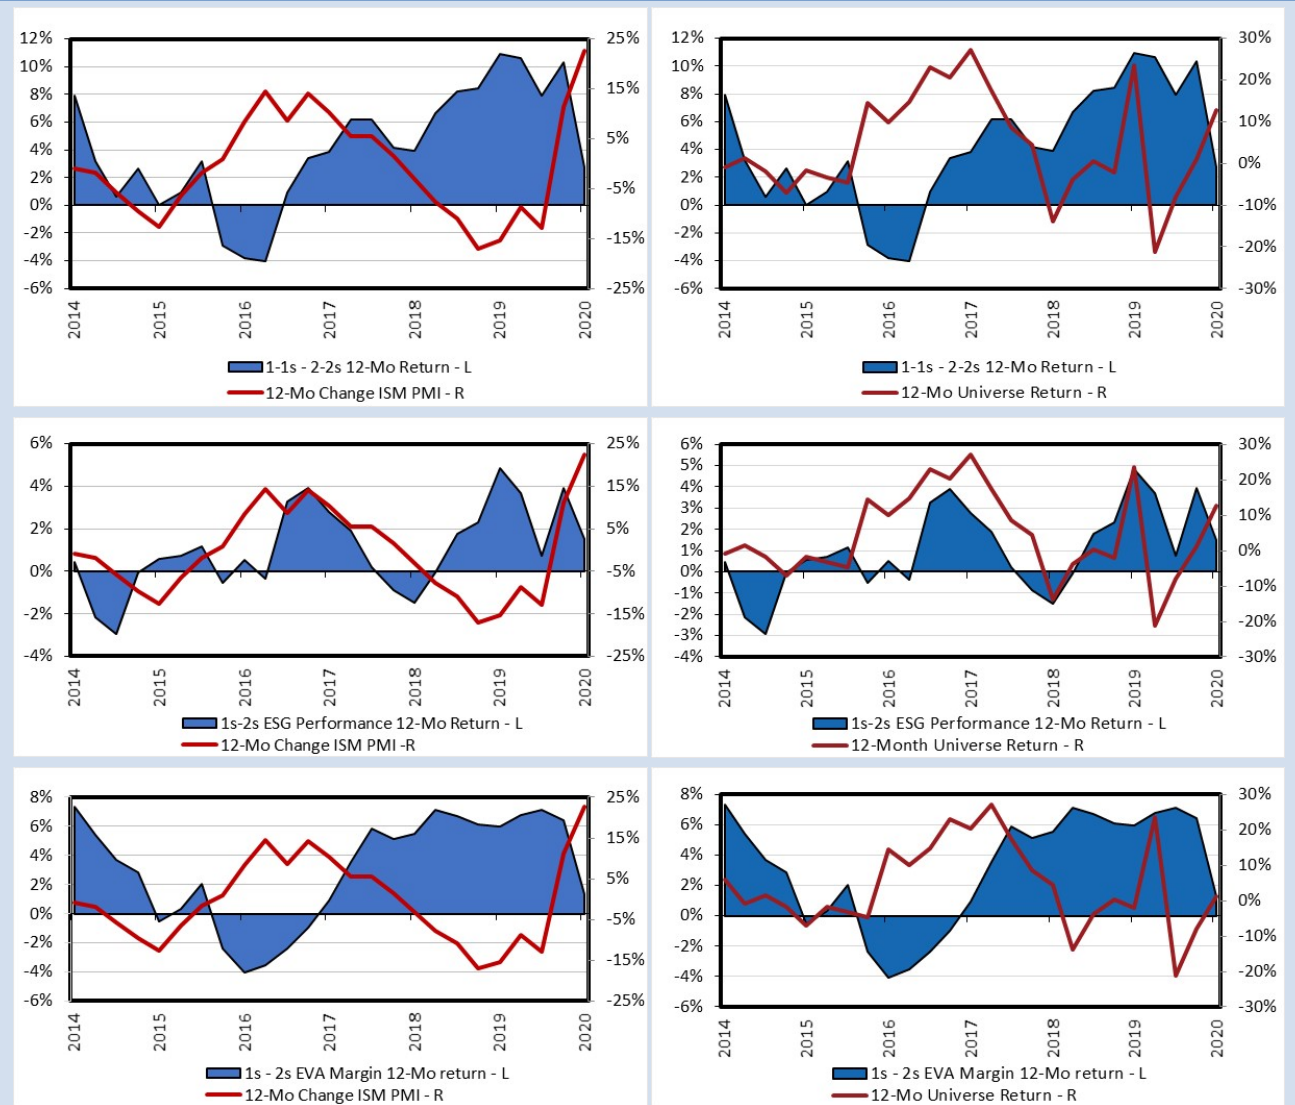 12% 25%
10% 15%
8%
6% 5%
4%
2% -5%
0%
-2% -15%
-4%
-6% -25%
2014 2015 2016 2017 2018 2019 2020
1-1s - 2-2s 12-Mo Return - L
12-Mo Change ISM PMI - R
12% 30%
10% 20%
8%
6% 10%
4% 0%
2%
0% -10%
-2% -20%
-4%
-6% -30%
2014 2015 2016 2017 2018 2019 2020
1-1s - 2-2s 12-Mo Return - L
12-Mo Universe Return - R
6% 25%
4% 15%
2% 5%
0% -5%
-2% -15%
-4% -25%
2014 2015 2016 2017 2018 2019 2020
1s-2s ESG Performance 12-Mo Return - L
12-Mo Change ISM PMI -R
6% 30%
5% 20%
4%
3% 10%
2%
1% 0%
0%
-1% -10%
-2% -20%
-3%
-4% -30%
2014 2015 2016 2017 2018 2019 2020
1s-2s ESG Performance 12-Mo Return - L
12-Month Universe Return - R
8% 25%
6% 15%
4% 5%
2%
0% -5%
-2% -15%
-4%
-6% -25%
2014 2015 2016 2017 2018 2019 2020
1s - 2s EVA Margin 12-Mo return - L
12-Mo Change ISM PMI - R
8% 30%
6% 20%
4% 10%
2% 0%
0%
-2% -10%
-4% -20%
-6% -30%
2014 2015 2016 2017 2018 2019 2020
1s - 2s EVA Margin 12-Mo return - L
12-Mo Universe Return - R